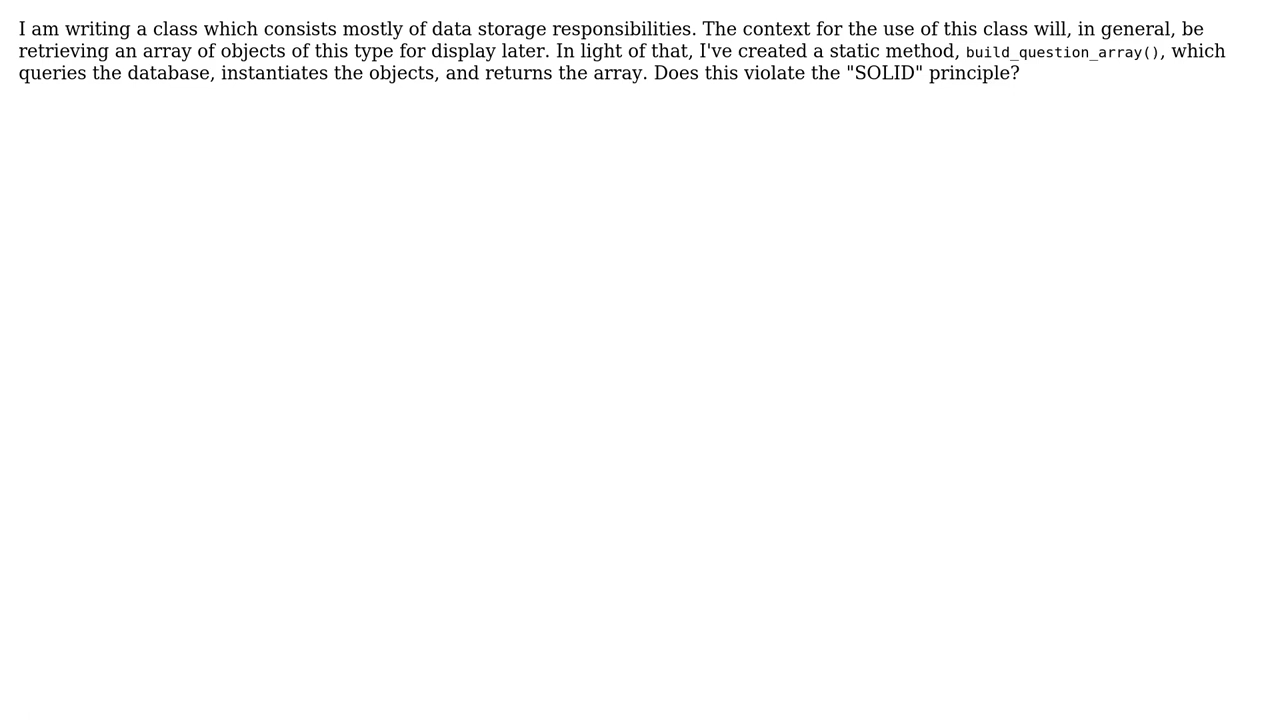 I am writing a class which consists mostly of data storage responsibilities. The context for the use of this class will, in general, be
retrieving an array of objects of this type for display later. In light of that, I've created a static method, build_question_array(), which
queries the database, instantiates the objects, and returns the array. Does this violate the "SOLID" principle?